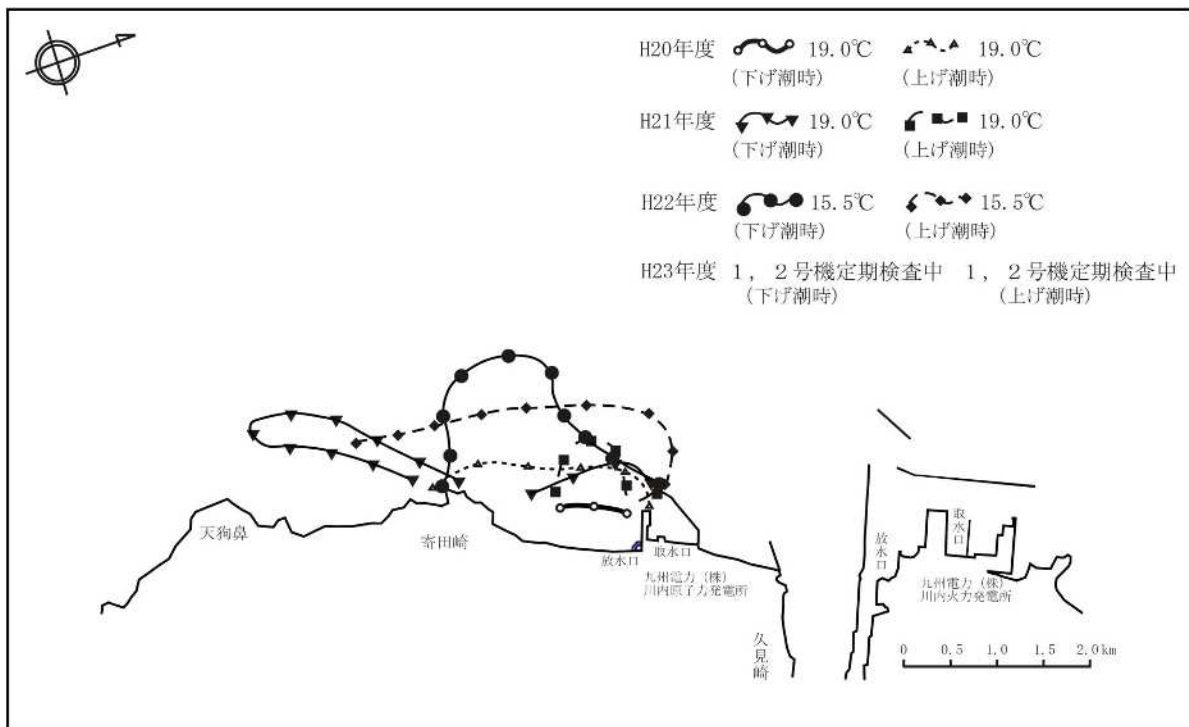 H20年度 19.0℃ 19.0℃
(下げ潮時) (上げ潮時)
H21年度 19.0℃ 19.0℃
(下げ潮時) (上げ潮時)
H22年度 15.5℃ 15.5℃
(下げ潮時) (上げ潮時)
H23年度 1，2号機定期検査中 1，2号機定期検査中
(下げ潮時) (上げ潮時)
天狗鼻
寄田崎
放水口
取水口
九州電力（株）
川内原子力発電所
久見崎
放水口
取水口
九州電力（株）
川内火力発電所
0 0.5 1.0 1.5 2.0km